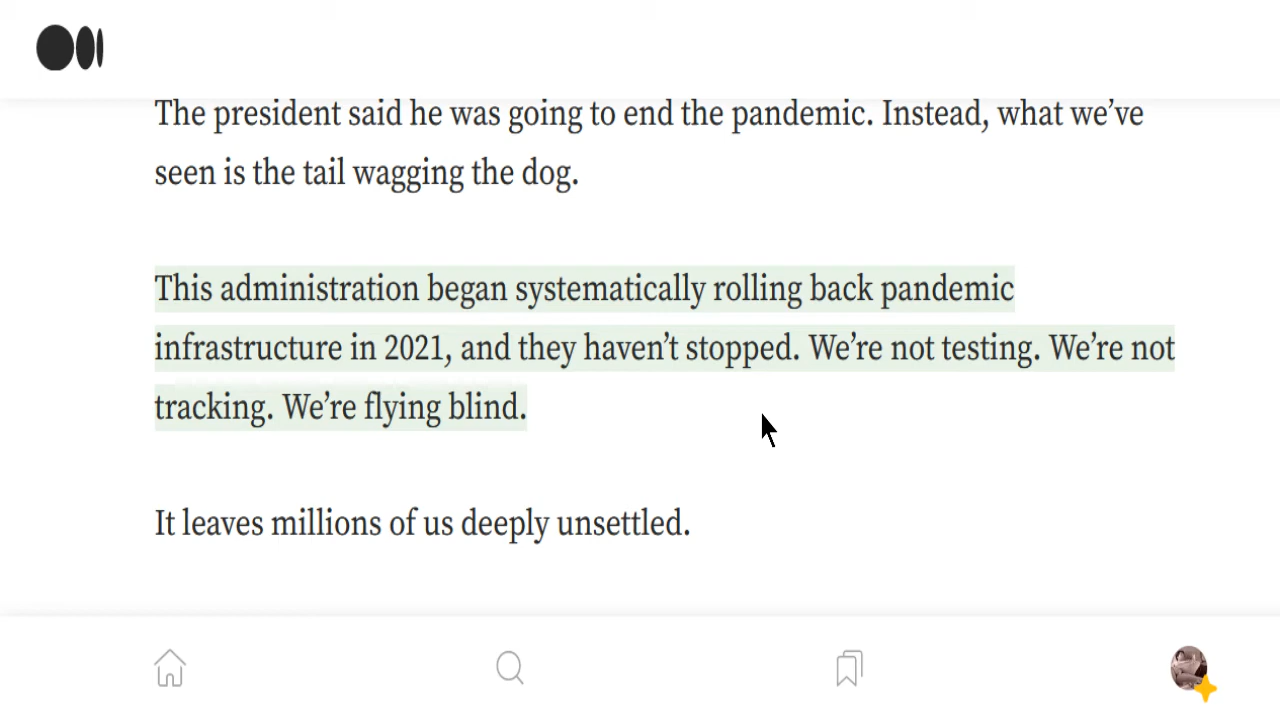 The president said he was going to end the pandemic. Instead, what we’ve
seen is the tail wagging the dog.
This administration began systematically rolling back pandemic
infrastructure in 2021, and they haven’t stopped. We’re not testing. We’re not
tracking. We’re flying blind.
It leaves millions of us deeply unsettled.